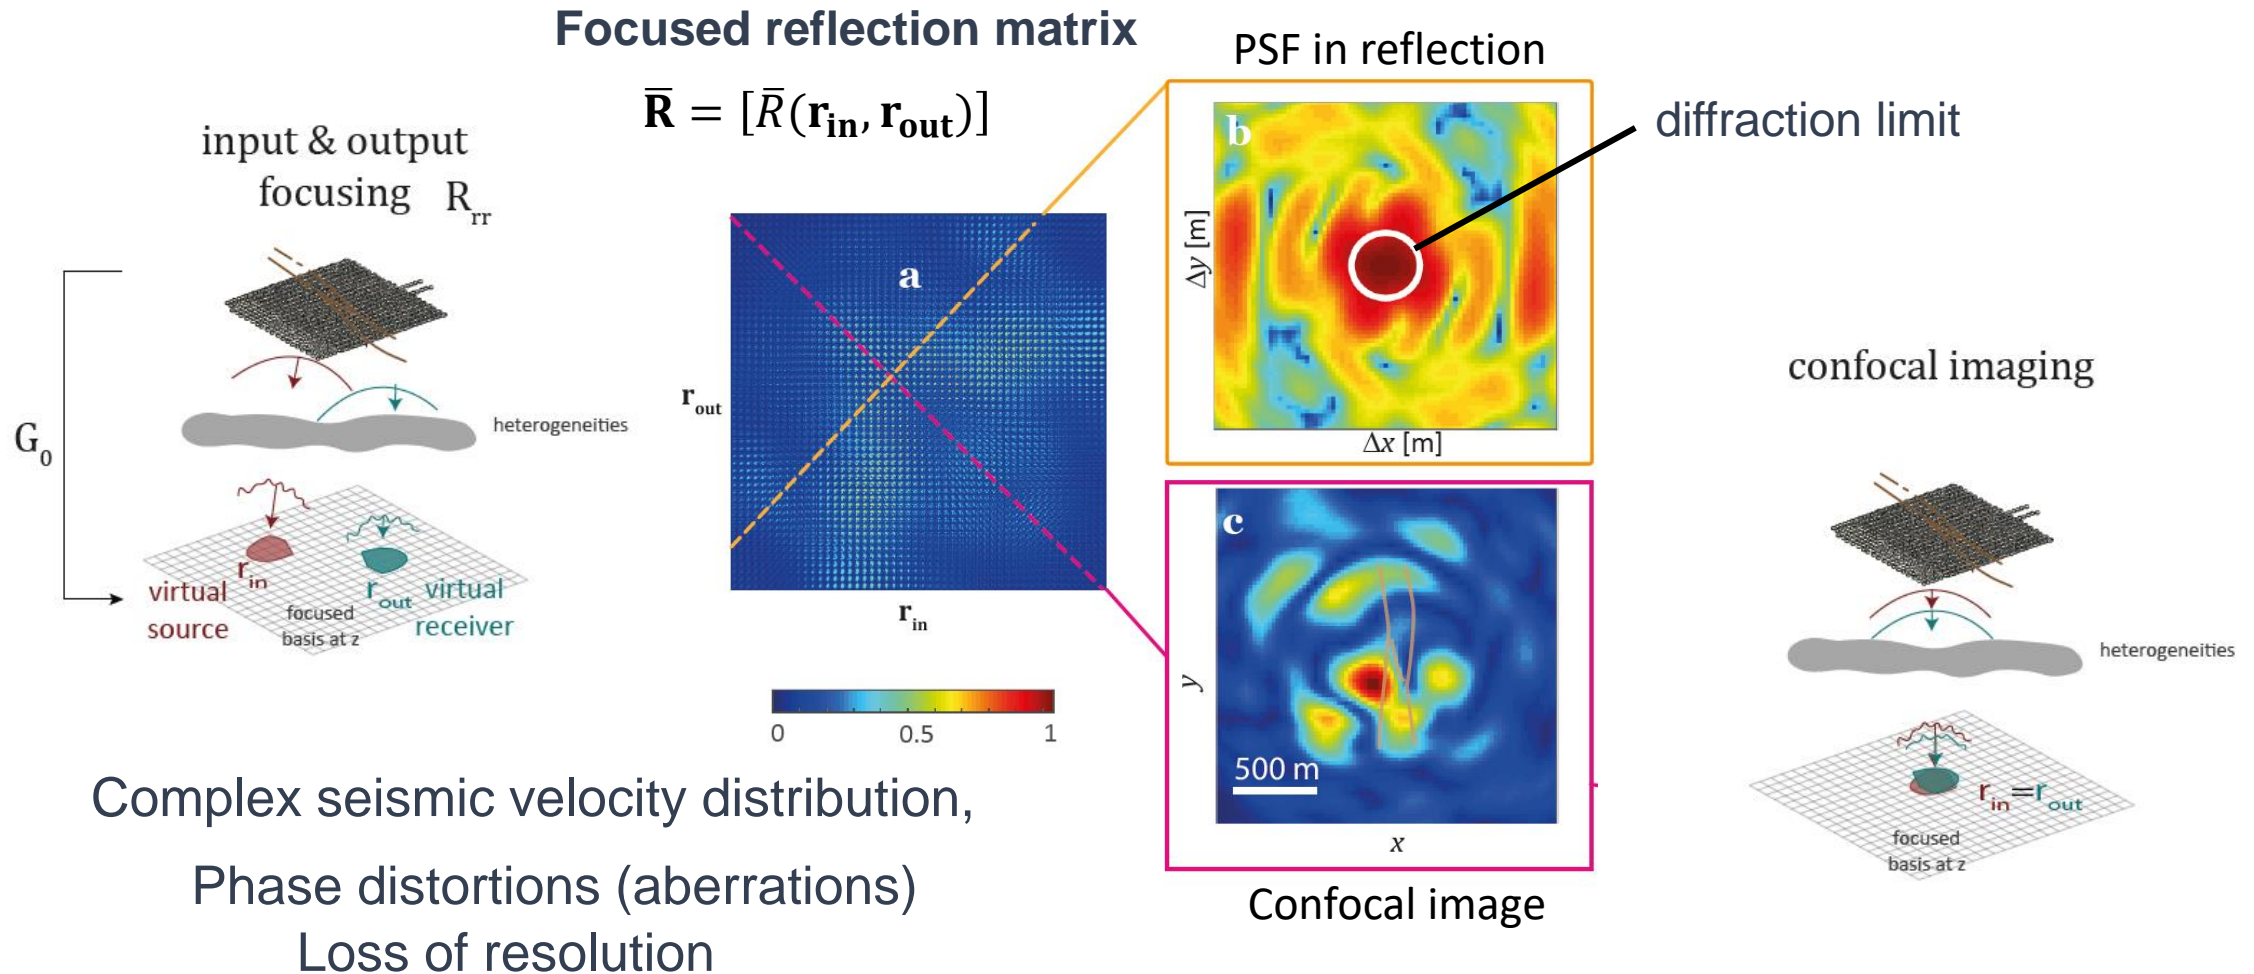 Focused reflection matrix
R̅ = [R̅(r_in, r_out)]
input & output
focusing R_rr
G_0
heterogeneities
r_in
virtual
source
r_out
virtual
receiver
focused
basis at z
a
r_out
r_in
0 0.5 1
PSF in reflection
b
Δy [m]
Δx [m]
diffraction limit
c
y
500 m
x
Confocal image
confocal imaging
heterogeneities
r_in=r_out
focused
basis at z
Complex seismic velocity distribution,
Phase distortions (aberrations)
Loss of resolution